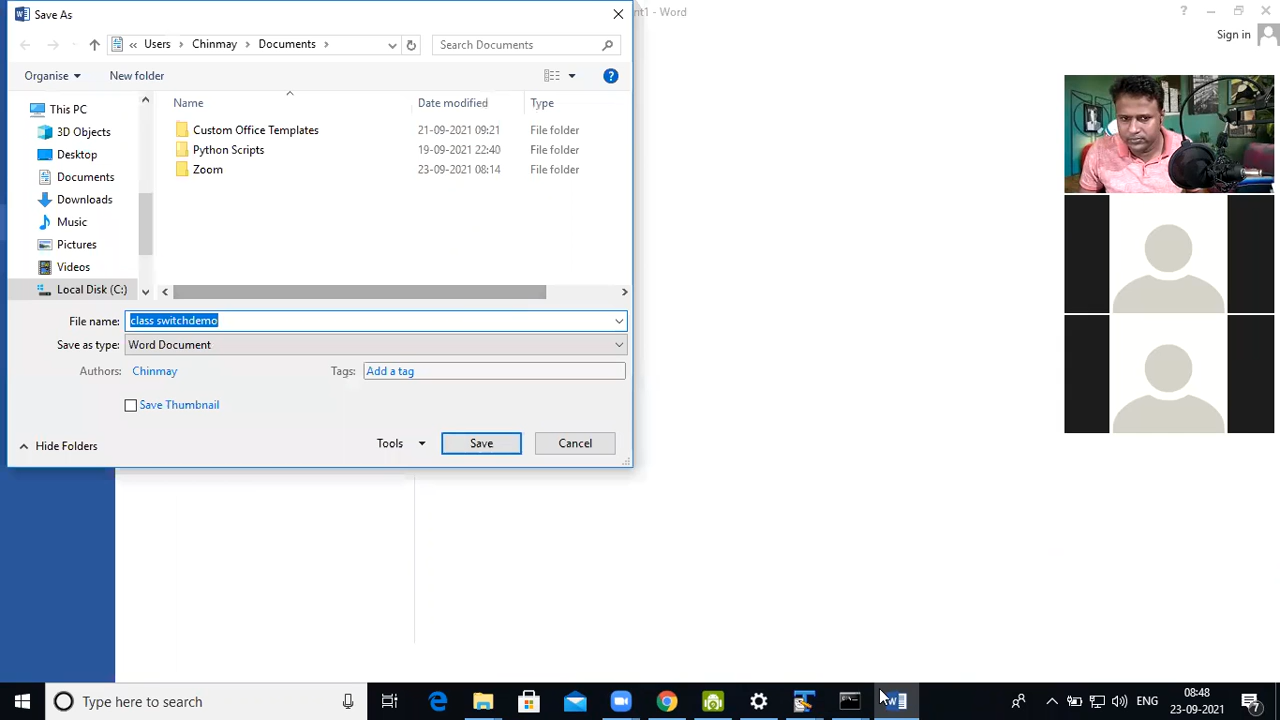 Save As
nt1 - Word
Sign in
Users
Chinmay
Documents
Search Documents
Organise
New folder
This PC
3D Objects
Desktop
Documents
Downloads
Music
Pictures
Videos
Local Disk (C:)
Name Date modified Type
Custom Office Templates 21-09-2021 09:21 File folder
Python Scripts 19-09-2021 22:40 File folder
Zoom 23-09-2021 08:14 File folder
File name: class switchdemo
Save as type: Word Document
Authors: Chinmay Tags: Add a tag
Save Thumbnail
Hide Folders
Tools
Save
Cancel
Type here to search
ENG
08:48
23-09-2021
7